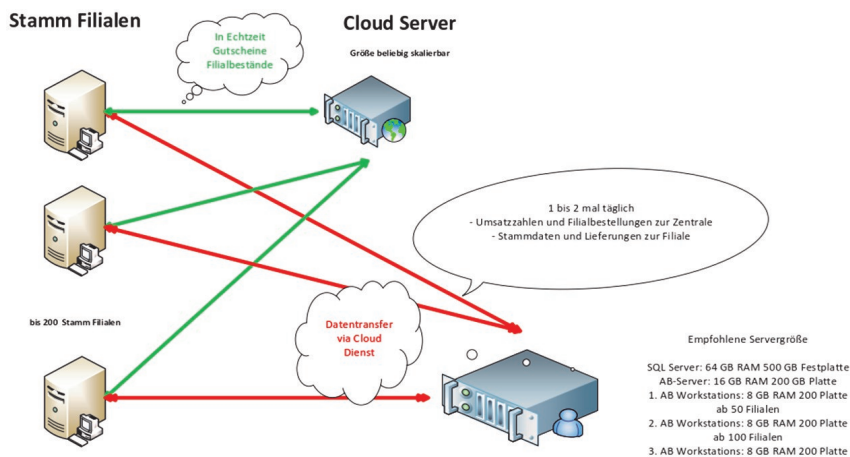 Stamm Filialen
Cloud Server
Größe beliebig skalierbar
In Echtzeit
Gutscheine
Filialbestände
1 bis 2 mal täglich
- Umsatzzahlen und Filialbestellungen zur Zentrale
- Stammdaten und Lieferungen zur Filiale
bis 200 Stamm Filialen
Datentransfer
via Cloud
Dienst
Empfohlene Servergröße
SQL Server: 64 GB RAM 500 GB Festplatte
AB-Server: 16 GB RAM 200 GB Platte
1. AB Workstations: 8 GB RAM 200 Platte
ab 50 Filialen
2. AB Workstations: 8 GB RAM 200 Platte
ab 100 Filialen
3. AB Workstations: 8 GB RAM 200 Platte